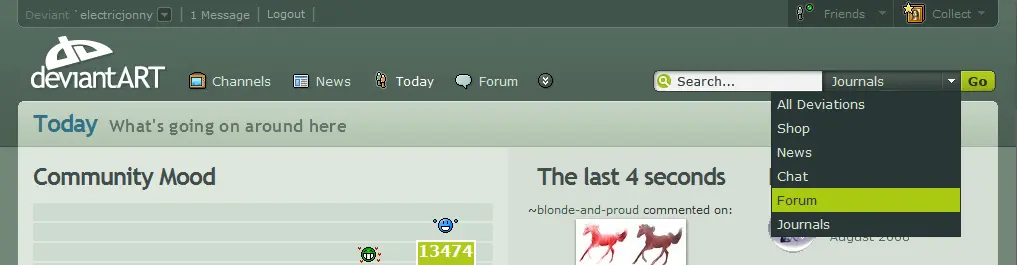 Deviant `electricjonny | 1 Message | Logout |
Friends
Collect
deviantART
Channels
News
Today
Forum
Search...
Journals
Go
All Deviations
Shop
News
Chat
Forum
Journals
Today What's going on around here
Community Mood
13474
The last 4 seconds
~blonde-and-proud commented on:
August 2006